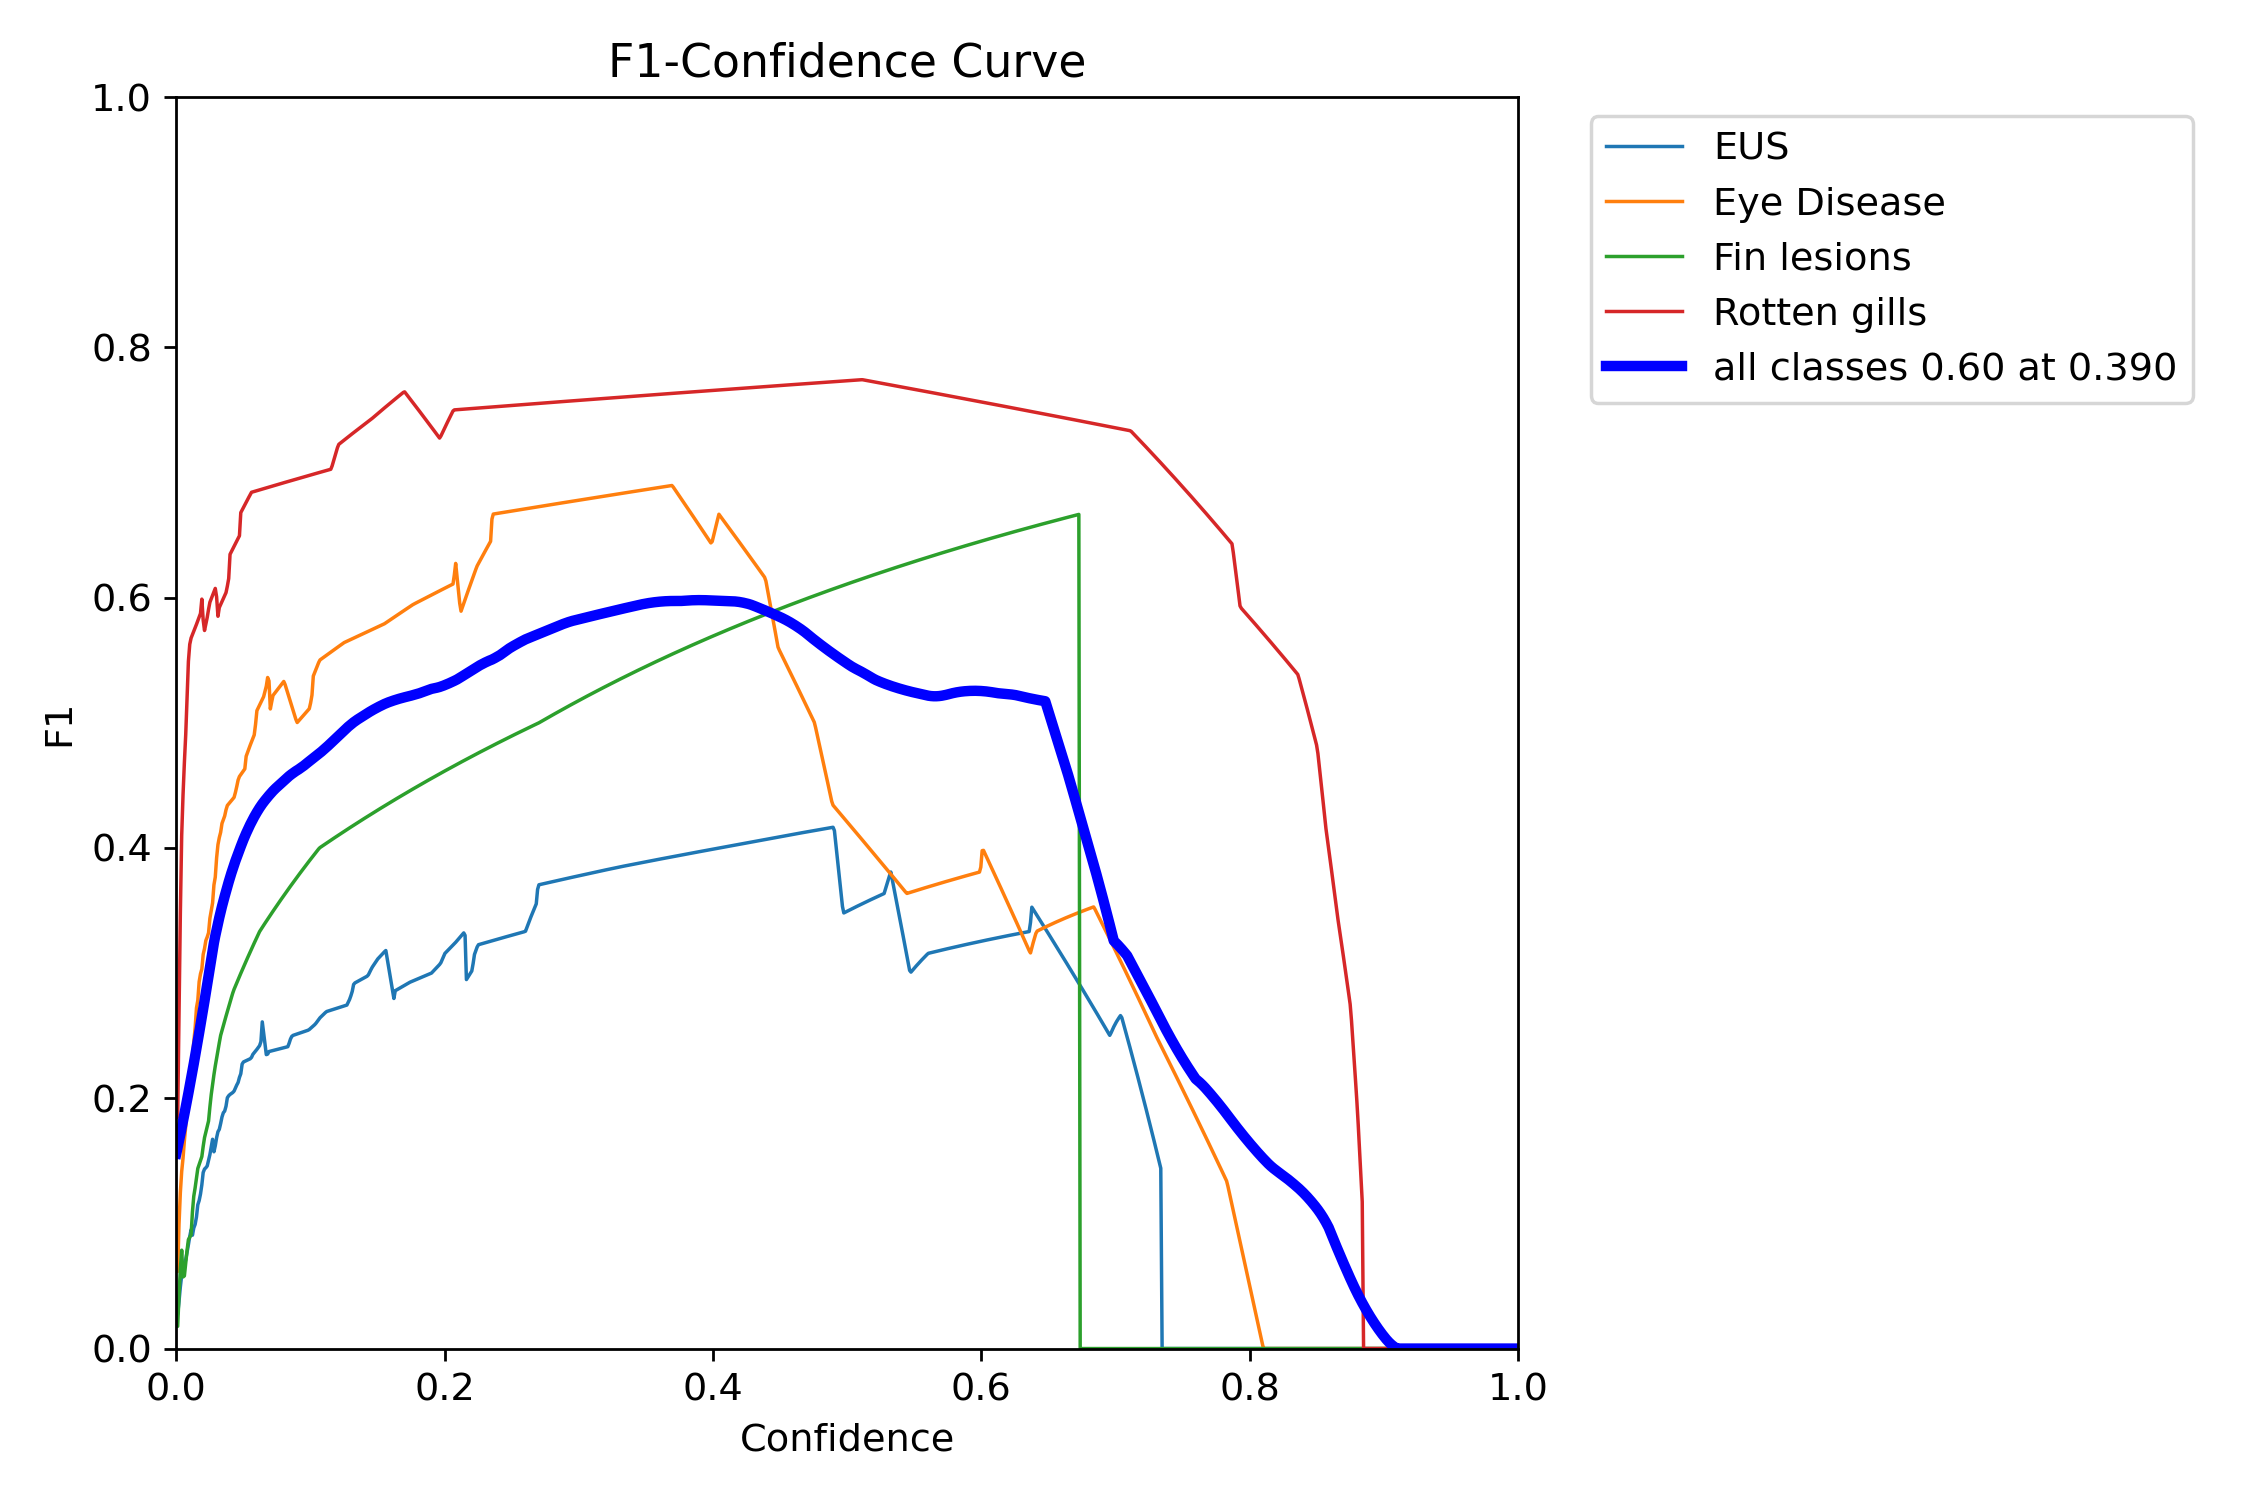 F1-Confidence Curve
1.0
0.8
0.6
0.4
0.2
0.0
F1
0.0 0.2 0.4 0.6 0.8 1.0
Confidence
EUS
Eye Disease
Fin lesions
Rotten gills
all classes 0.60 at 0.390